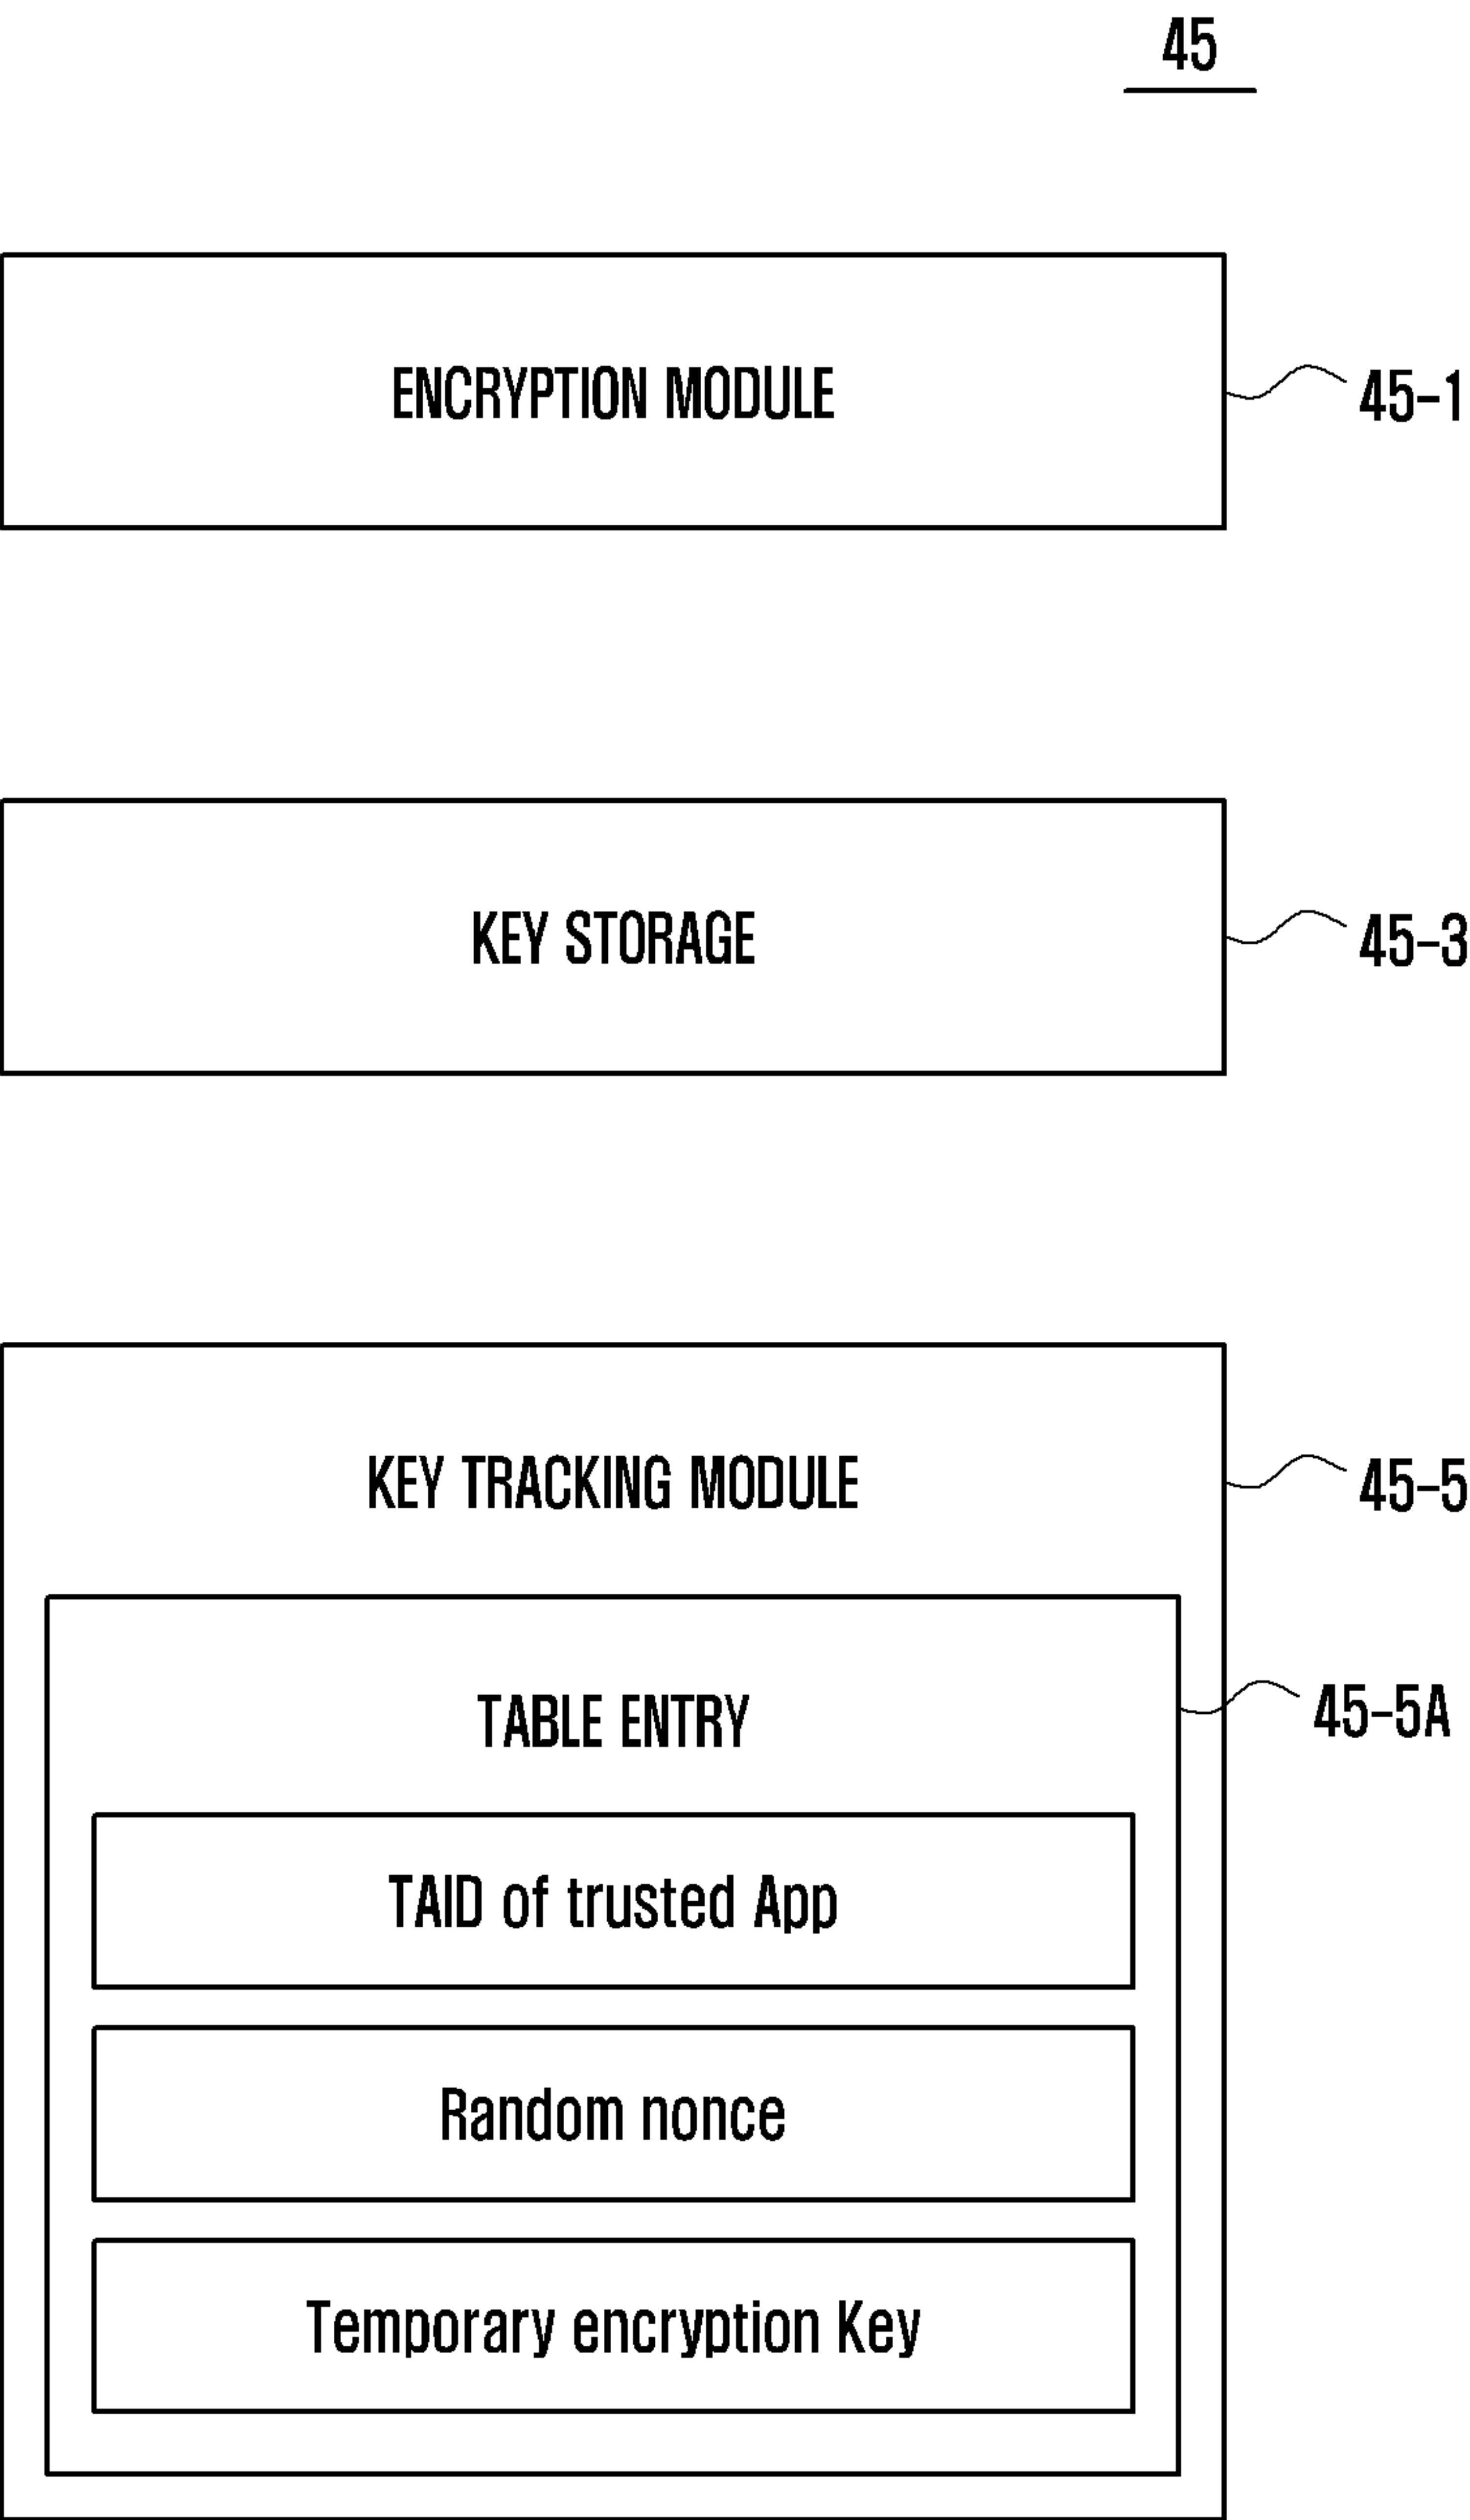 45
ENCRYPTION MODULE
45-1
KEY STORAGE
45-3
KEY TRACKING MODULE
45-5
TABLE ENTRY
45-5A
TAID of trusted App
Random nonce
Temporary encryption Key